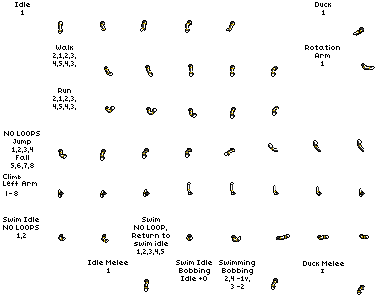 Idle
1
Duck
1
Walk
2,1,2,3,
4,5,4,3,
Rotation
Arm
1
Run
2,1,2,3,
4,5,4,3,
NO LOOPS
Jump
1,2,3,4
Fall
5,6,7,8
Climb
Left Arm
1 - 8
Swim Idle
NO LOOPS
1,2
Swim
NO LOOP,
Return to
swim idle
1,2,3,4,5
Swim Idle
Bobbing
Idle +0
Swimming
Bobbing
2,4 -1v,
3 -2
Idle Melee
1
Duck Melee
1